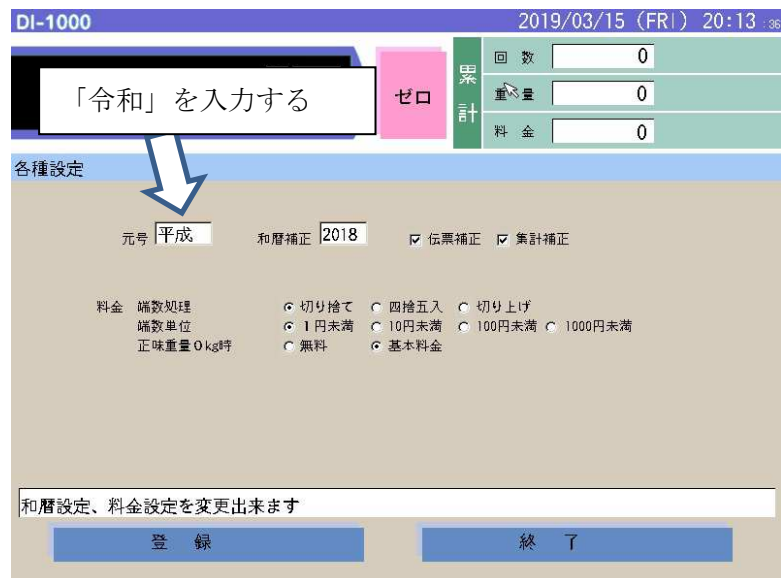 DI-1000 2019/03/15 (FRI) 20:13 :36
「令和」を入力する
ゼロ
累計
回数 0
重量 0
料金 0
各種設定
元号 平成 和暦補正 2018 伝票補正 集計補正
料金 端数処理 切り捨て 四捨五入 切り上げ
端数単位 1円未満 10円未満 100円未満 1000円未満
正味重量0kg時 無料 基本料金
和暦設定、料金設定を変更出来ます
登録 終了